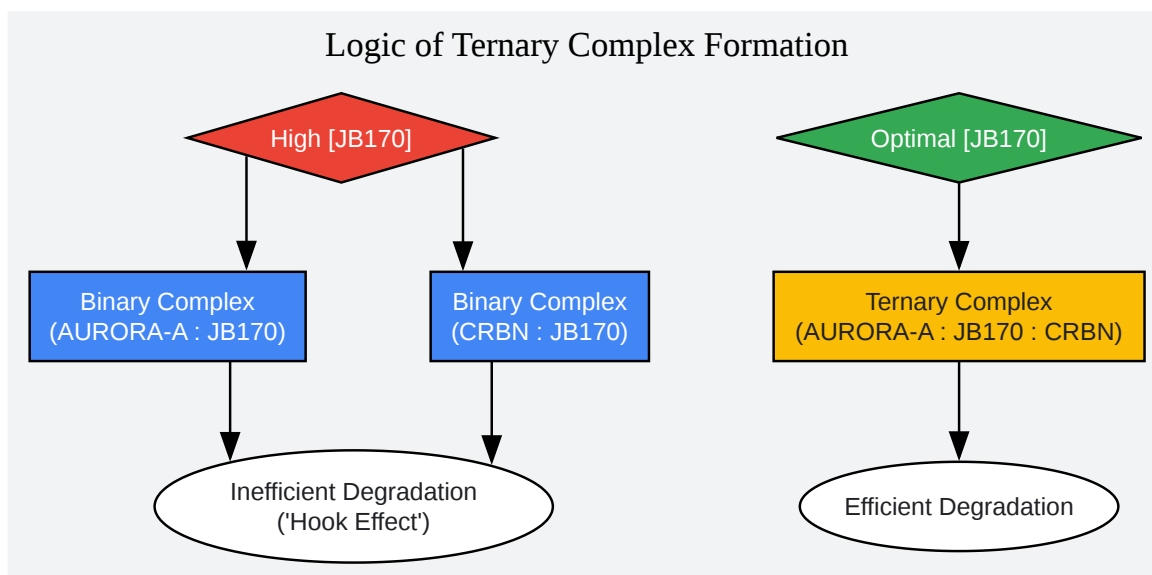 Logic of Ternary Complex Formation
High [JB170]
Optimal [JB170]
Binary Complex
(AURORA-A : JB170)
Binary Complex
(CRBN : JB170)
Ternary Complex
(AURORA-A : JB170 : CRBN)
Inefficient Degradation
('Hook Effect')
Efficient Degradation